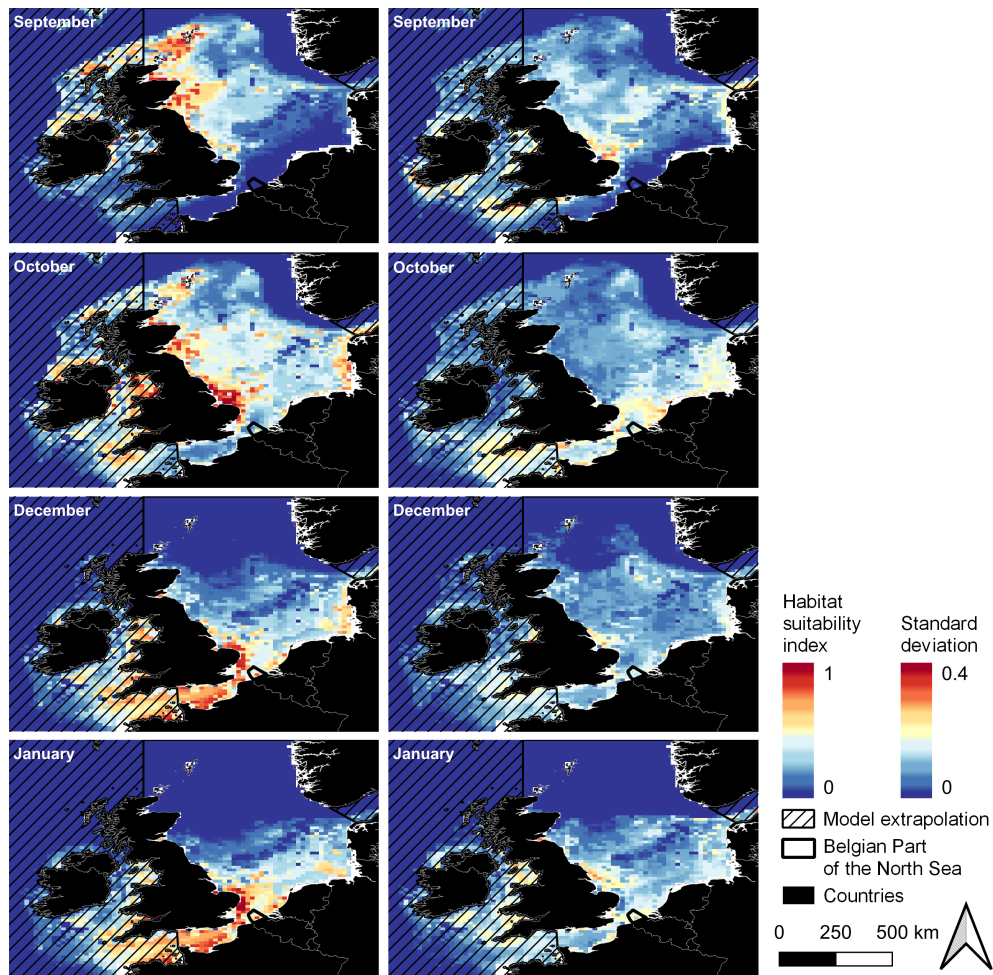 September
September
October
October
December
December
January
January
Habitat
suitability
index
1
0
Standard
deviation
0.4
0
Model extrapolation
Belgian Part
of the North Sea
Countries
0 250 500 km